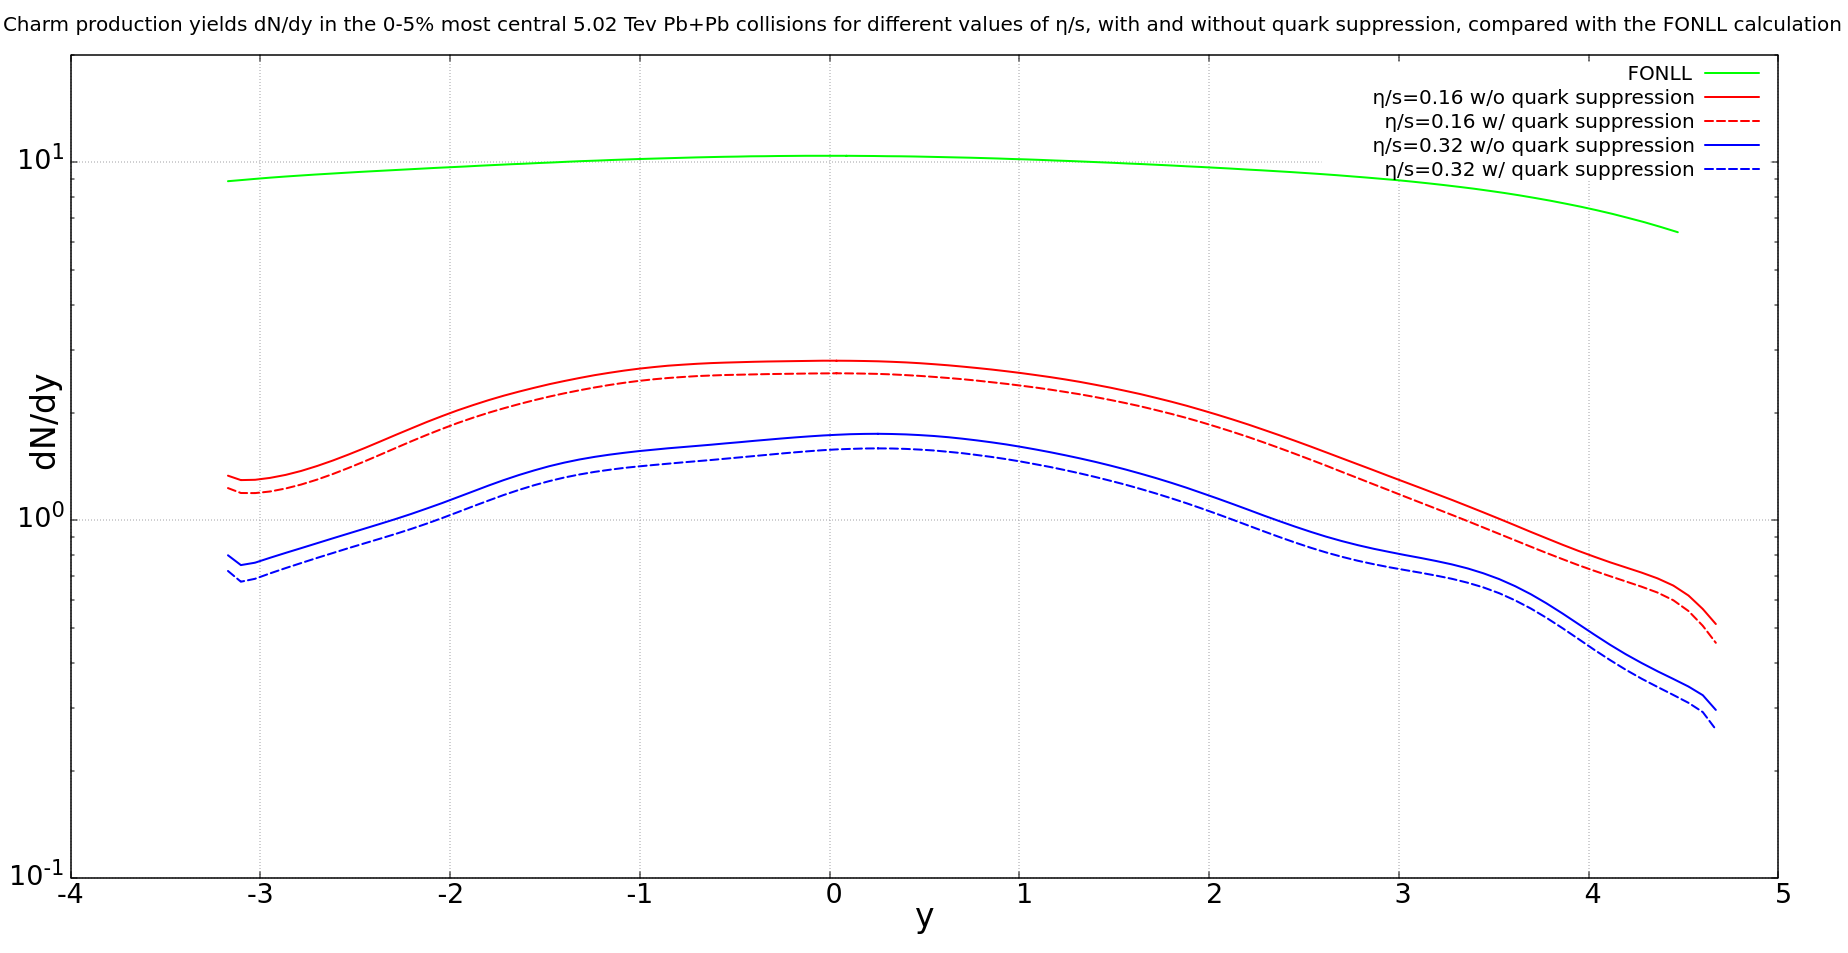 Charm production yields dN/dy in the 0-5% most central 5.02 Tev Pb+Pb collisions for different values of η/s, with and without quark suppression, compared with the FONLL calculation
FONLL
η/s=0.16 w/o quark suppression
η/s=0.16 w/ quark suppression
η/s=0.32 w/o quark suppression
η/s=0.32 w/ quark suppression
10^1
10^0
10^-1
dN/dy
-4 -3 -2 -1 0 1 2 3 4 5
y